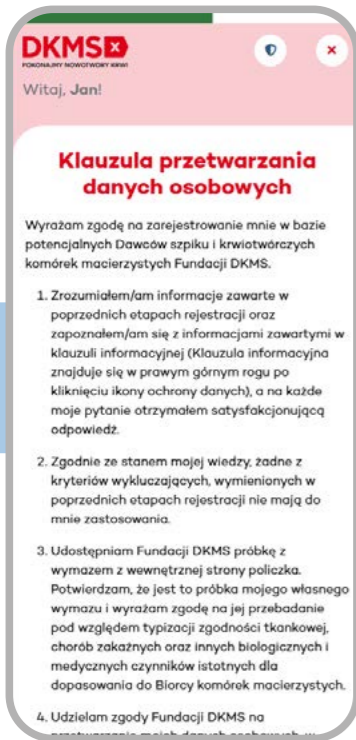 DKMS
POKONAJMY NOWOTWORY KRWI
Witaj, Jan!
Klauzula przetwarzania
danych osobowych
Wyrażam zgodę na zarejestrowanie mnie w bazie
potencjalnych Dawców szpiku i krwiotwórczych
komórek macierzystych Fundacji DKMS.
1. Zrozumiałem/am informacje zawarte w
poprzednich etapach rejestracji oraz
zapoznałem/am się z informacjami zawartymi w
klauzuli informacyjnej (Klauzula informacyjna
znajduje się w prawym górnym rogu po
kliknięciu ikony ochrony danych), a na każde
moje pytanie otrzymałem satysfakcjonującą
odpowiedź.
2. Zgodnie ze stanem mojej wiedzy, żadne z
kryteriów wykluczających, wymienionych w
poprzednich etapach rejestracji nie mają do
mnie zastosowania.
3. Udostępniam Fundacji DKMS próbkę z
wymazem z wewnętrznej strony policzka.
Potwierdzam, że jest to próbka mojego własnego
wymazu i wyrażam zgodę na jej przebadanie
pod względem typizacji zgodności tkankowej,
chorób zakaźnych oraz innych biologicznych i
medycznych czynników istotnych dla
dopasowania do Biorcy komórek macierzystych.
4. Udzielam zgody Fundacji DKMS na
przetwarzanie moich danych osobowych, w